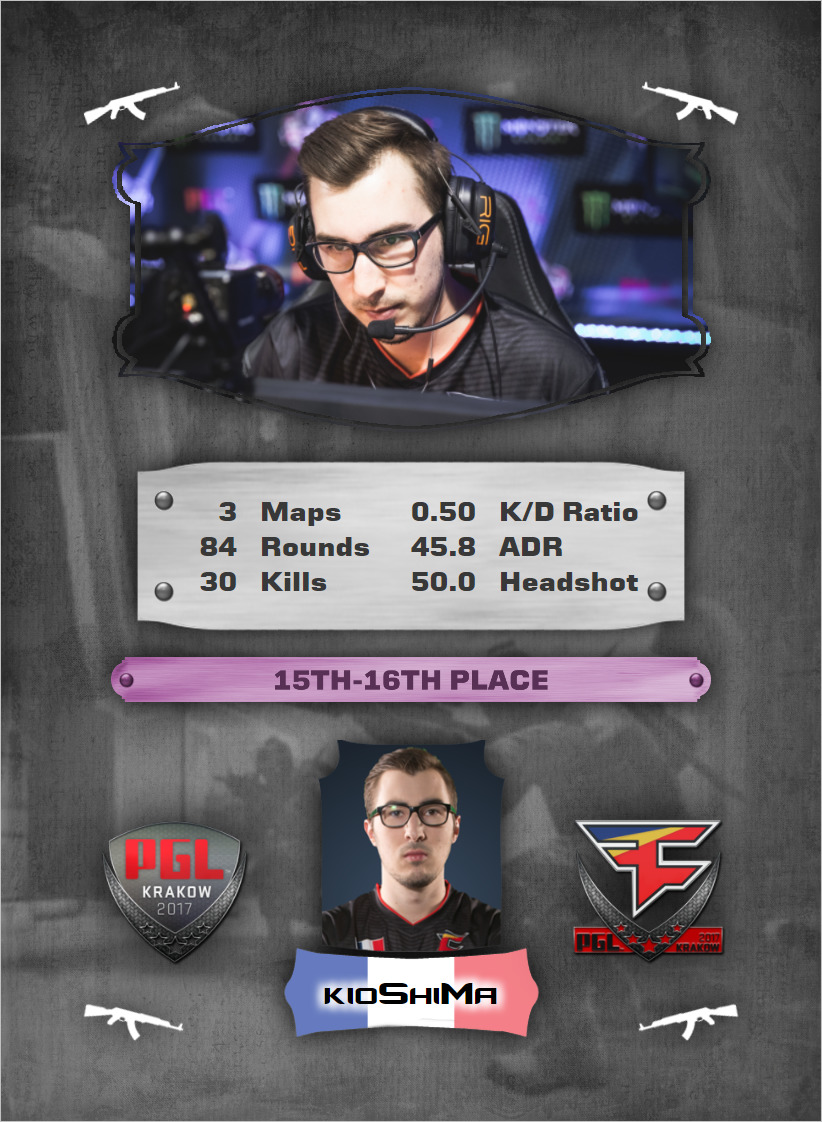 RIG
3 Maps 0.50 K/D Ratio
84 Rounds 45.8 ADR
30 Kills 50.0 Headshot
15TH-16TH PLACE
PGL
KRAKOW
2017
PGL 2017
KRAKOW
kioShiMa